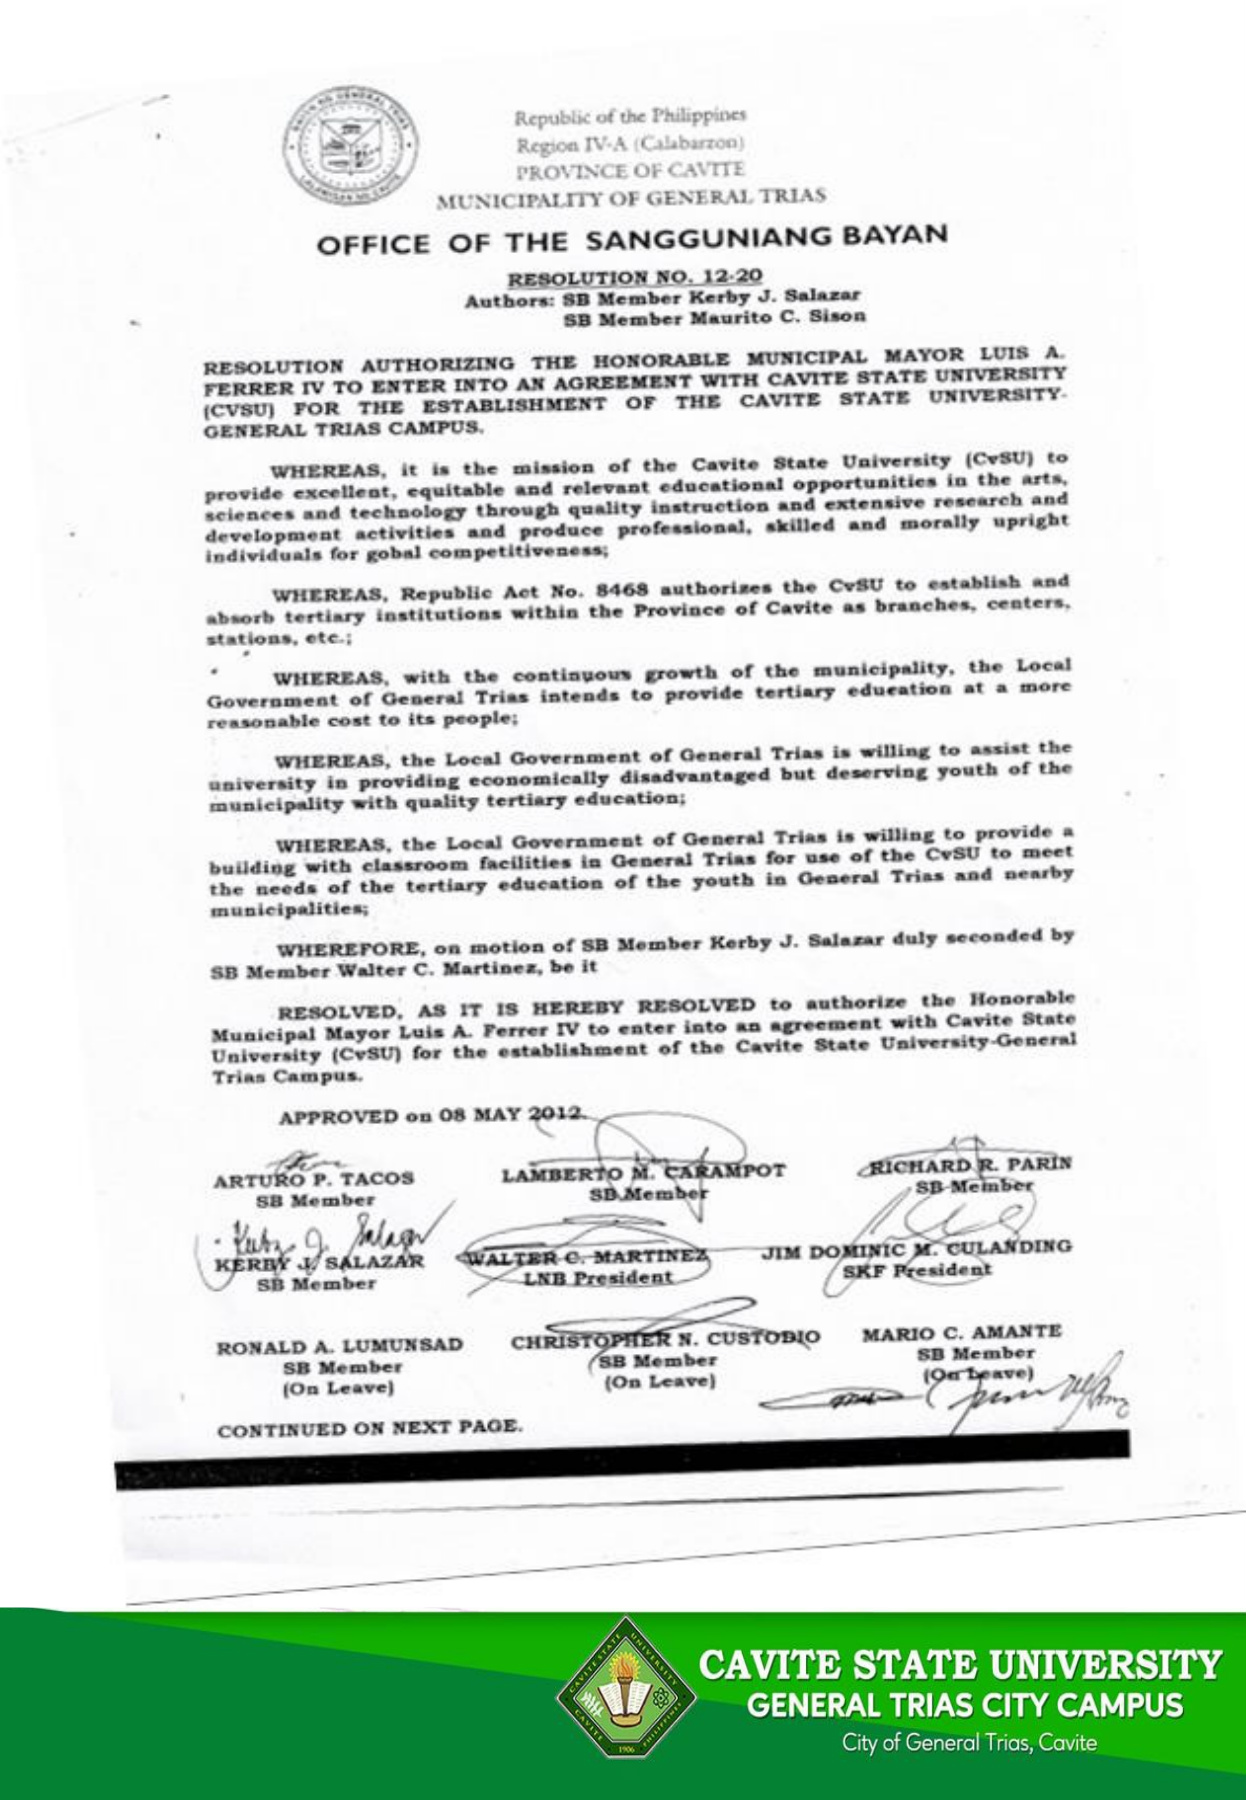 BAYAN NG GENERAL TRIAS
LALAWIGAN NG CAVITE
Republic of the Philippines
Region IV-A (Calabarzon)
PROVINCE OF CAVITE
MUNICIPALITY OF GENERAL TRIAS
OFFICE OF THE SANGGUNIANG BAYAN
RESOLUTION NO. 12-20
Authors: SB Member Kerby J. Salazar
SB Member Maurito C. Sison
RESOLUTION AUTHORIZING THE HONORABLE MUNICIPAL MAYOR LUIS A.
FERRER IV TO ENTER INTO AN AGREEMENT WITH CAVITE STATE UNIVERSITY
(CVSU) FOR THE ESTABLISHMENT OF THE CAVITE STATE UNIVERSITY-
GENERAL TRIAS CAMPUS.
WHEREAS, it is the mission of the Cavite State University (CvSU) to
provide excellent, equitable and relevant educational opportunities in the arts,
sciences and technology through quality instruction and extensive research and
development activities and produce professional, skilled and morally upright
individuals for gobal competitiveness;
WHEREAS, Republic Act No. 8468 authorizes the CvSU to establish and
absorb tertiary institutions within the Province of Cavite as branches, centers,
stations, etc.;
WHEREAS, with the continuous growth of the municipality, the Local
Government of General Trias intends to provide tertiary education at a more
reasonable cost to its people;
WHEREAS, the Local Government of General Trias is willing to assist the
university in providing economically disadvantaged but deserving youth of the
municipality with quality tertiary education;
WHEREAS, the Local Government of General Trias is willing to provide a
building with classroom facilities in General Trias for use of the CvSU to meet
the needs of the tertiary education of the youth in General Trias and nearby
municipalities;
WHEREFORE, on motion of SB Member Kerby J. Salazar duly seconded by
SB Member Walter C. Martinez, be it
RESOLVED, AS IT IS HEREBY RESOLVED to authorize the Honorable
Municipal Mayor Luis A. Ferrer IV to enter into an agreement with Cavite State
University (CvSU) for the establishment of the Cavite State University-General
Trias Campus.
APPROVED on 08 MAY 2012.
ARTURO P. TACOS LAMBERTO M. CARAMPOT RICHARD R. PARIN
SB Member SB Member SB Member
Kerby J. Salazar
KERBY J. SALAZAR WALTER C. MARTINEZ JIM DOMINIC M. CULANDING
SB Member LNB President SKF President
RONALD A. LUMUNSAD CHRISTOPHER N. CUSTODIO MARIO C. AMANTE
SB Member SB Member SB Member
(On Leave) (On Leave) (On Leave)
CONTINUED ON NEXT PAGE.
CAVITE STATE UNIVERSITY
CAVITE PHILIPPINES
1906
CAVITE STATE UNIVERSITY
GENERAL TRIAS CITY CAMPUS
City of General Trias, Cavite